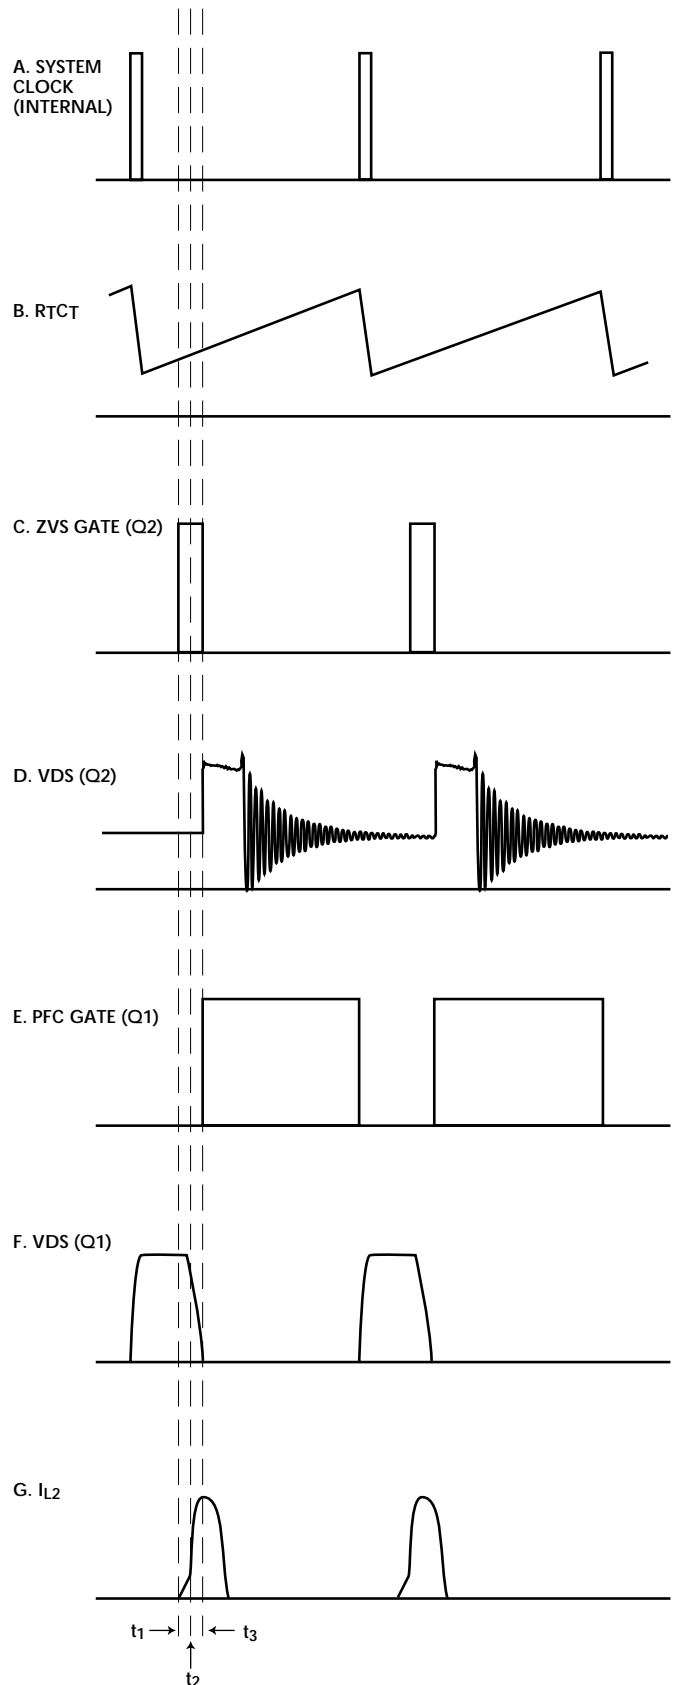 A. SYSTEM
CLOCK
(INTERNAL)
B. RTCT
C. ZVS GATE (Q2)
D. VDS (Q2)
E. PFC GATE (Q1)
F. VDS (Q1)
G. IL2
t1
t3
t2